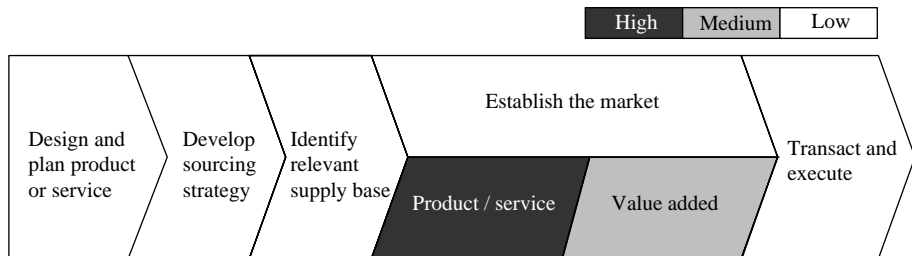 High Medium Low
Establish the market
Design and
plan product
or service
Develop
sourcing
strategy
Identify
relevant
supply base
Product / service
Value added
Transact and
execute